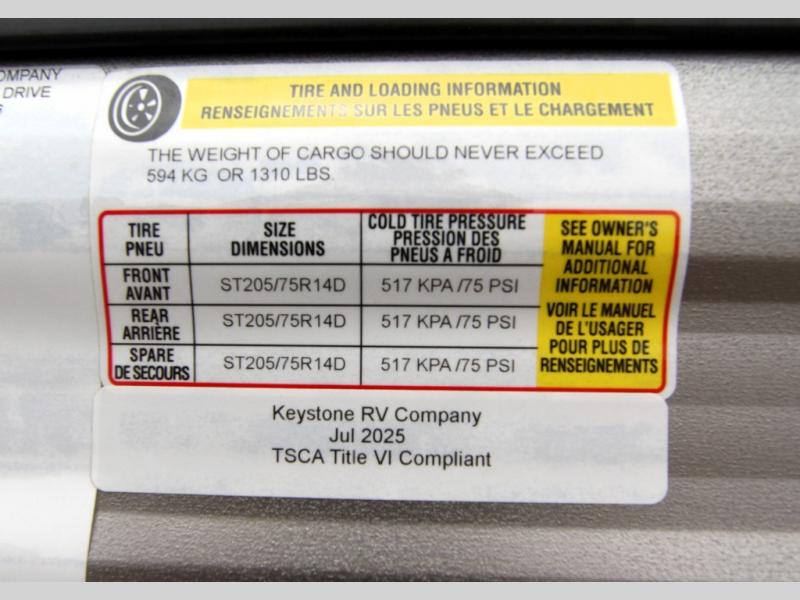 OMPANY
DRIVE
TIRE AND LOADING INFORMATION
RENSEIGNEMENTS SUR LES PNEUS ET LE CHARGEMENT
THE WEIGHT OF CARGO SHOULD NEVER EXCEED
594 KG OR 1310 LBS.
TIRE
PNEU
SIZE
DIMENSIONS
COLD TIRE PRESSURE
PRESSION DES
PNEUS A FROID
SEE OWNER'S
MANUAL FOR
ADDITIONAL
INFORMATION
VOIR LE MANUEL
DE L'USAGER
POUR PLUS DE
RENSEIGNEMENTS
FRONT
AVANT
ST205/75R14D
517 KPA /75 PSI
REAR
ARRIÈRE
ST205/75R14D
517 KPA /75 PSI
SPARE
DE SECOURS
ST205/75R14D
517 KPA /75 PSI
Keystone RV Company
Jul 2025
TSCA Title VI Compliant